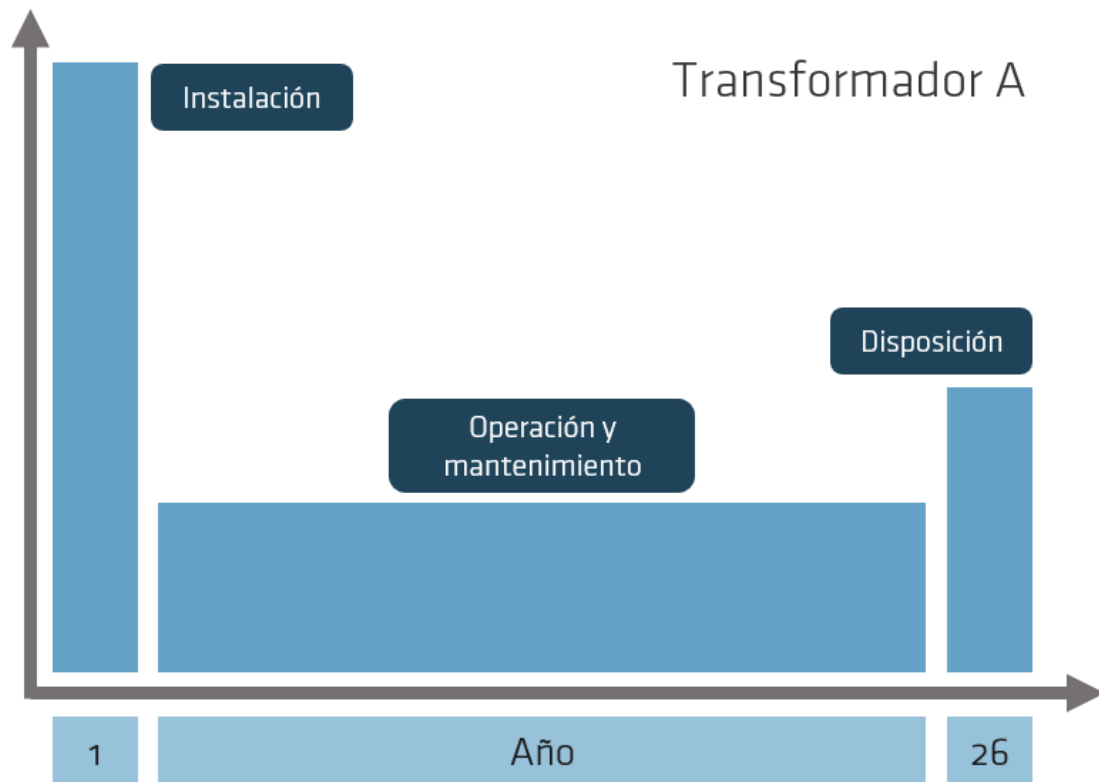 Transformador A
Instalación
Disposición
Operación y
mantenimiento
1
Año
26